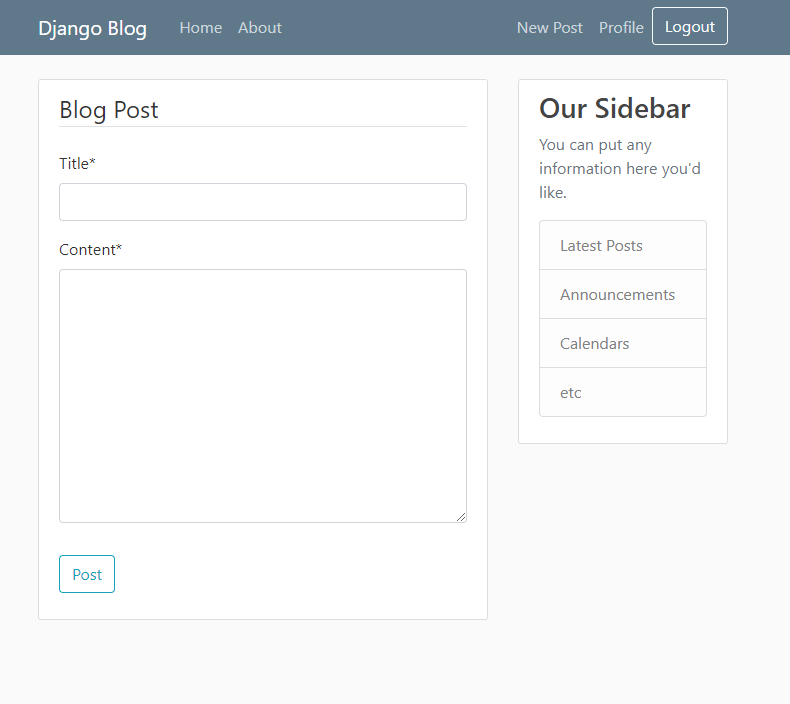 Django Blog Home About New Post Profile Logout
Blog Post
Title*
Content*
Post
Our Sidebar
You can put any
information here you'd
like.
Latest Posts
Announcements
Calendars
etc